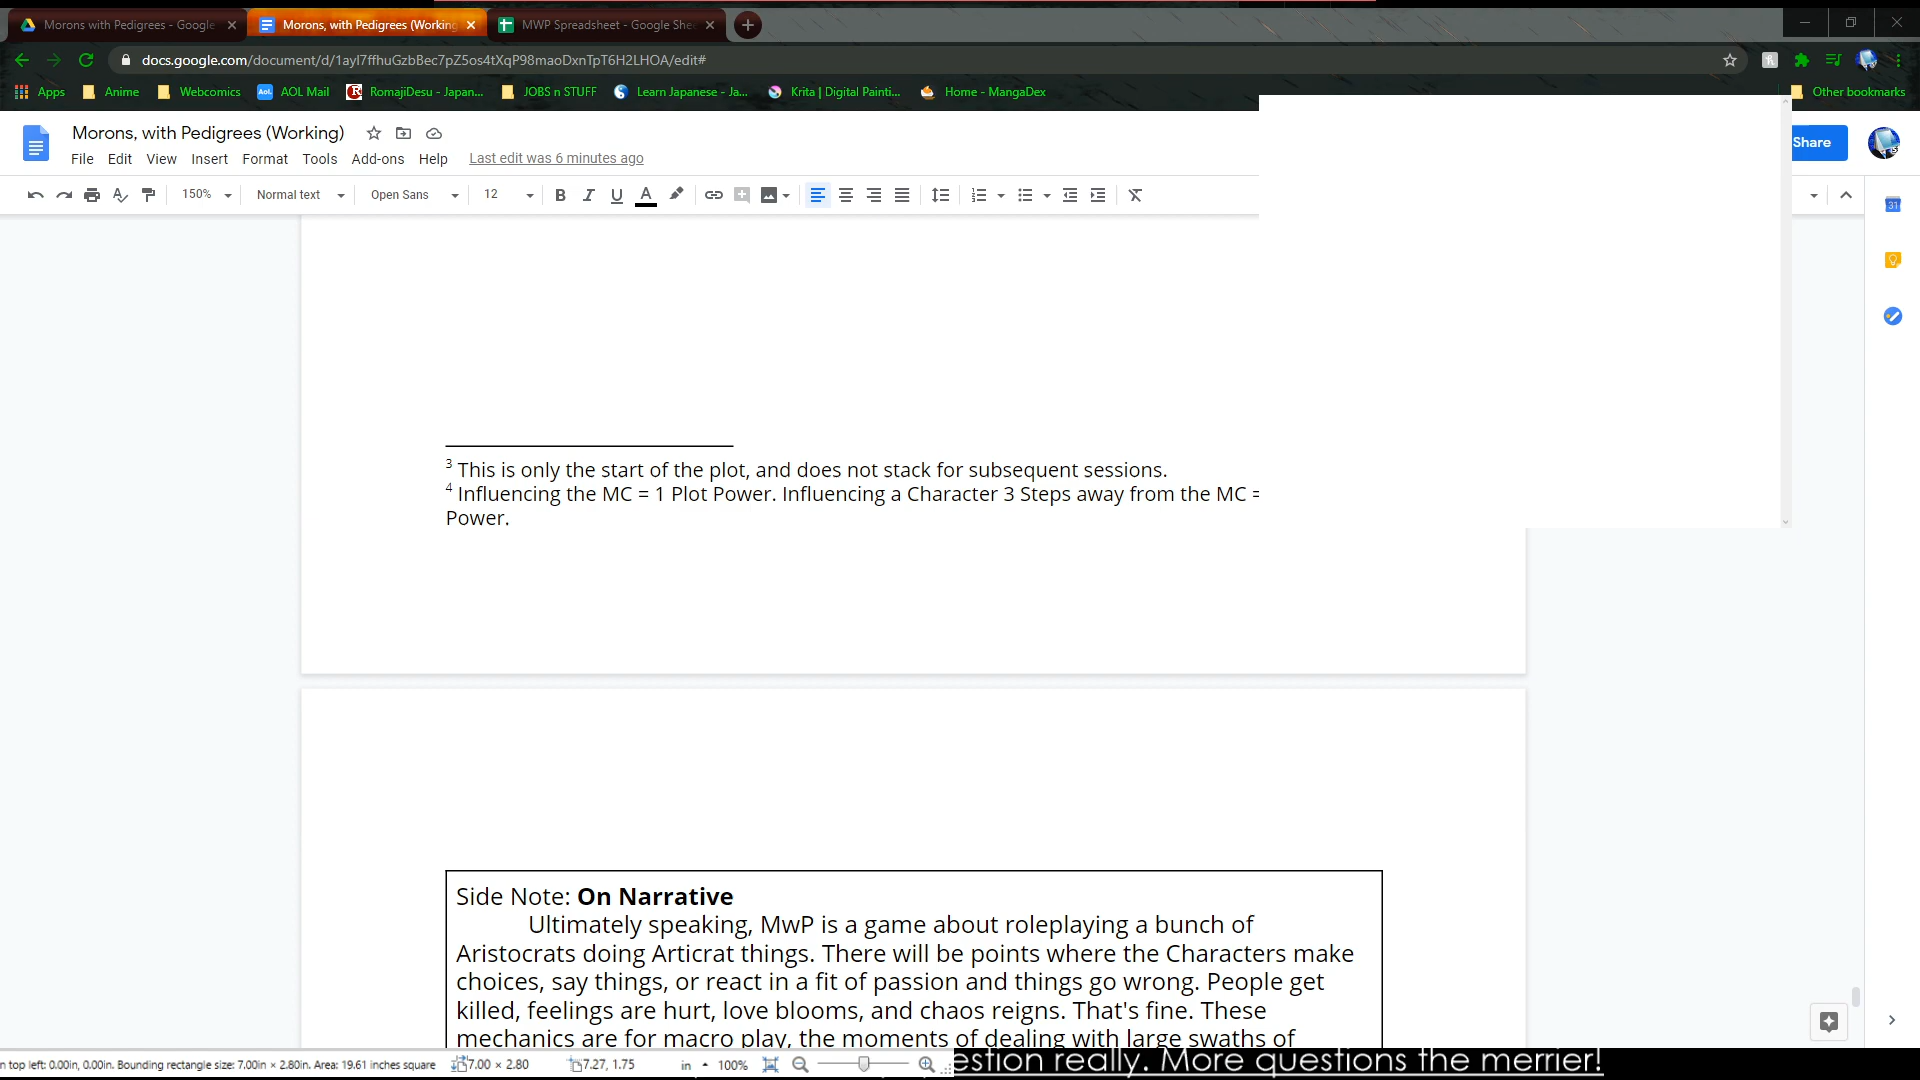 Morons with Pedigrees - Google
Morons, with Pedigrees (Working
MWP Spreadsheet - Google She
docs.google.com/document/d/1ayl7ffhuGzbBec7pZ5os4tXqP98maoDxnTpT6H2LHOA/edit#
Apps Anime Webcomics AOL Mail RomajiDesu - Japan... JOBS n STUFF Learn Japanese - Ja... Krita | Digital Painti... Home - MangaDex Other bookmarks
Morons, with Pedigrees (Working)
Share
File Edit View Insert Format Tools Add-ons Help Last edit was 6 minutes ago
150% Normal text Open Sans 12 B I U A
31
3 This is only the start of the plot, and does not stack for subsequent sessions.
4 Influencing the MC = 1 Plot Power. Influencing a Character 3 Steps away from the MC =
Power.
Side Note: On Narrative
Ultimately speaking, MwP is a game about roleplaying a bunch of
Aristocrats doing Articrat things. There will be points where the Characters make
choices, say things, or react in a fit of passion and things go wrong. People get
killed, feelings are hurt, love blooms, and chaos reigns. That's fine. These
mechanics are for macro play, the moments of dealing with large swaths of
n top left: 0.00in, 0.00in. Bounding rectangle size: 7.00in × 2.80in. Area: 19.61 inches square 7.00 × 2.80 7.27, 1.75 in 100%
estion really. More questions the merrier!